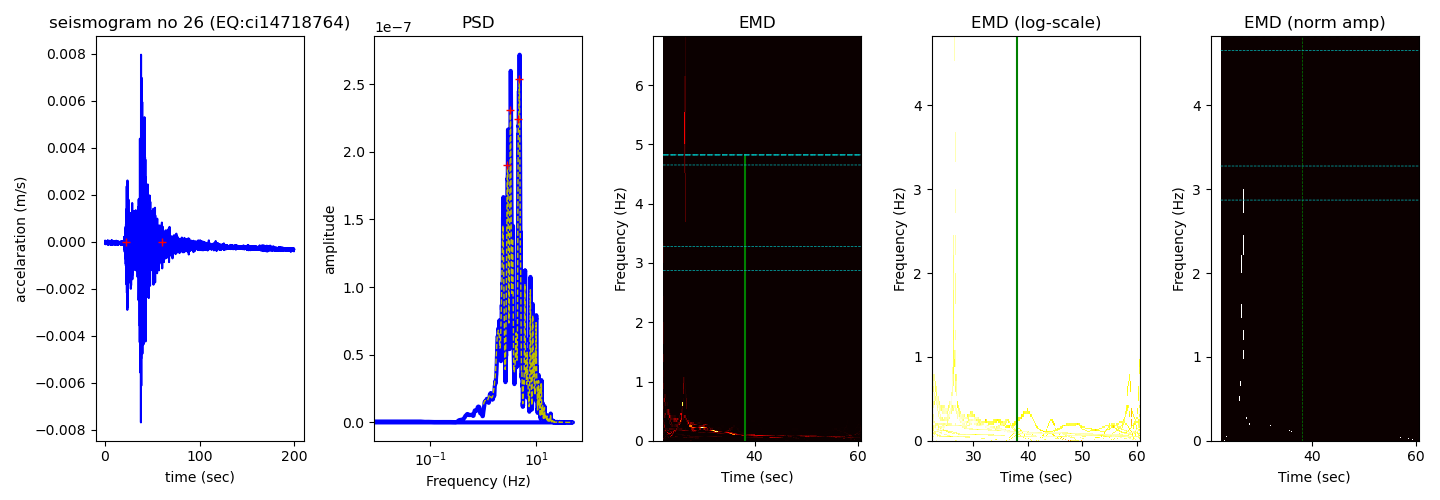 seismogram no 26 (EQ:ci14718764)
PSD
EMD
EMD (log-scale)
EMD (norm amp)
1e−7
0.008
0.006
0.004
0.002
0.000
−0.002
−0.004
−0.006
−0.008
accelaration (m/s)
0
100
200
time (sec)
2.5
2.0
1.5
1.0
0.5
0.0
amplitude
10⁻¹
10¹
Frequency (Hz)
6
5
4
3
2
1
0
Frequency (Hz)
40
60
Time (sec)
4
3
2
1
0
Frequency (Hz)
30
40
50
60
Time (sec)
4
3
2
1
0
Frequency (Hz)
40
60
Time (sec)